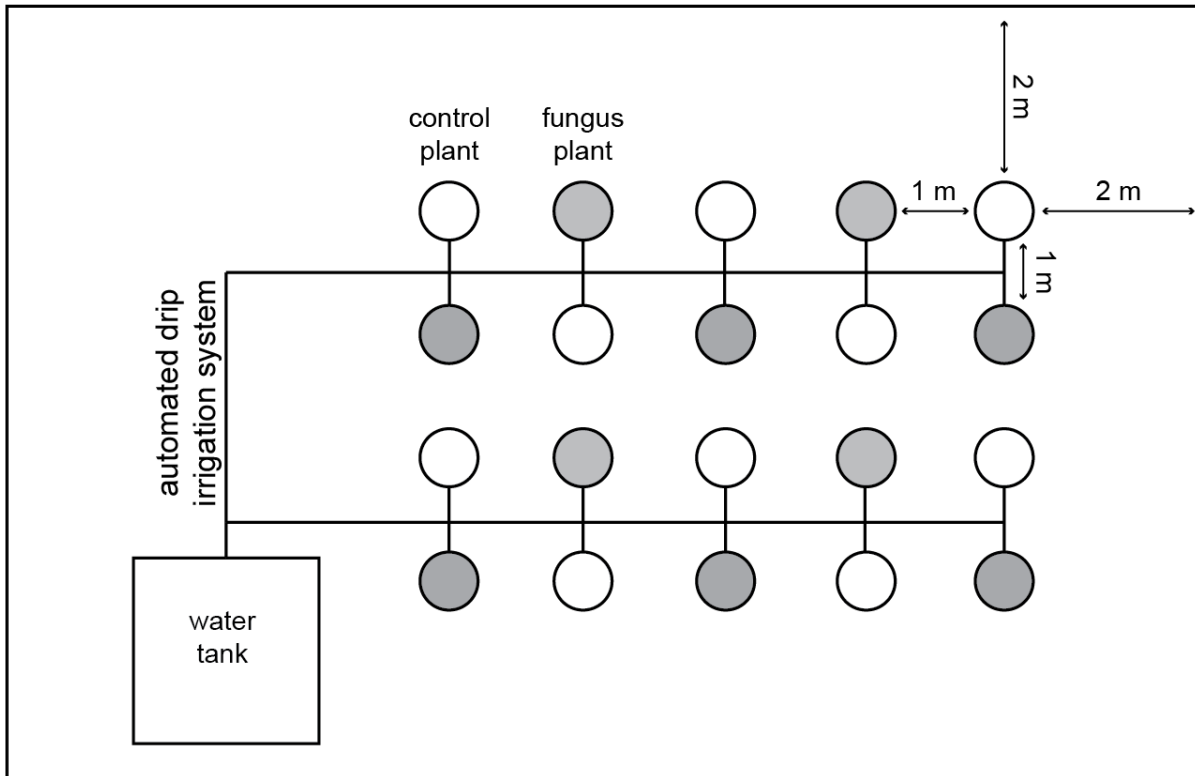 2 m
control
plant
fungus
plant
1 m
2 m
1 m
automated drip
irrigation system
water
tank